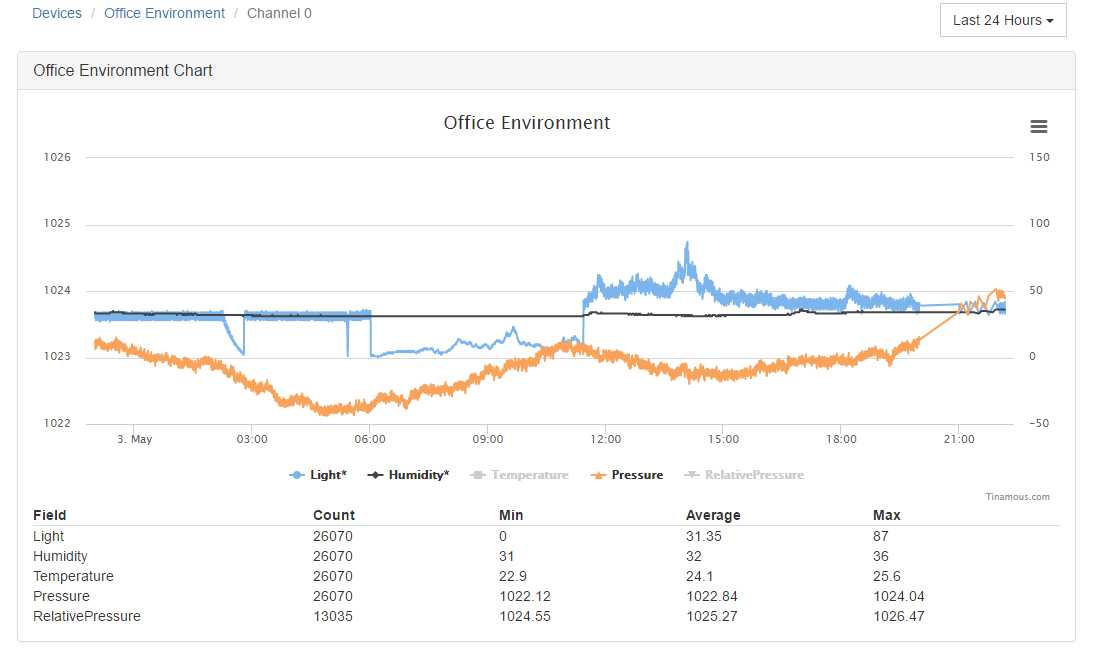 Devices / Office Environment / Channel 0
Last 24 Hours
Office Environment Chart
Office Environment
1026 150
1025 100
1024 50
1023 0
1022 -50
3. May 03:00 06:00 09:00 12:00 15:00 18:00 21:00
Light* Humidity* Temperature Pressure RelativePressure
Tinamous.com
Field Count Min Average Max
Light 26070 0 31.35 87
Humidity 26070 31 32 36
Temperature 26070 22.9 24.1 25.6
Pressure 26070 1022.12 1022.84 1024.04
RelativePressure 13035 1024.55 1025.27 1026.47